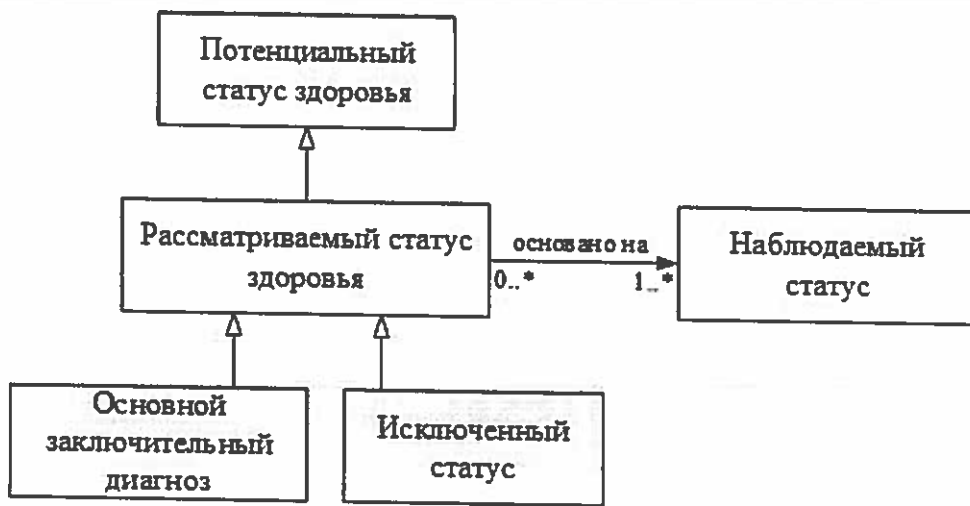 Потенциальный
статус здоровья
Рассматриваемый статус
здоровья
основано на
0..*
1..*
Наблюдаемый
статус
Основной
заключительный
диагноз
Исключенный
статус